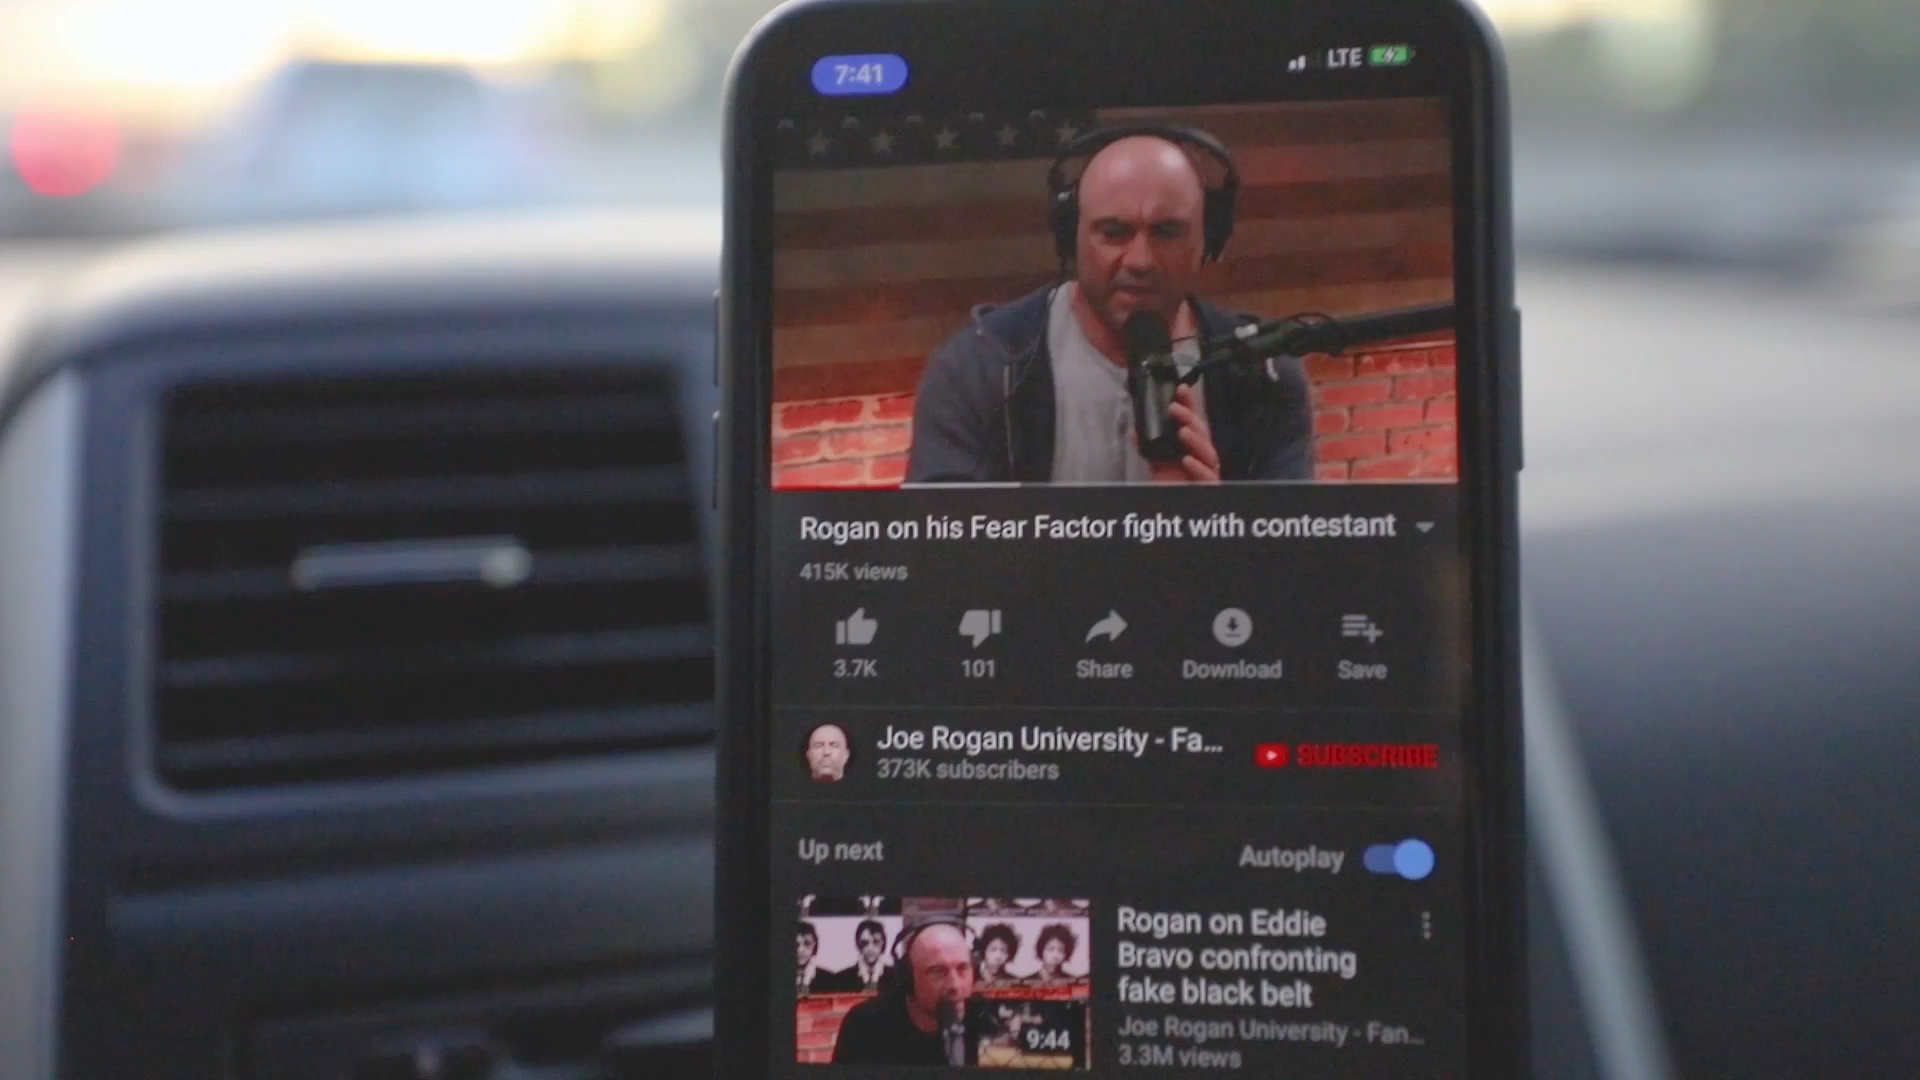 7:41
LTE
Rogan on his Fear Factor fight with contestant
415K views
3.7K
101
Share
Download
Save
Joe Rogan University - Fa...
373K subscribers
SUBSCRIBE
Up next
Autoplay
Rogan on Eddie
Bravo confronting
fake black belt
Joe Rogan University - Fan...
3.3M views
9:44